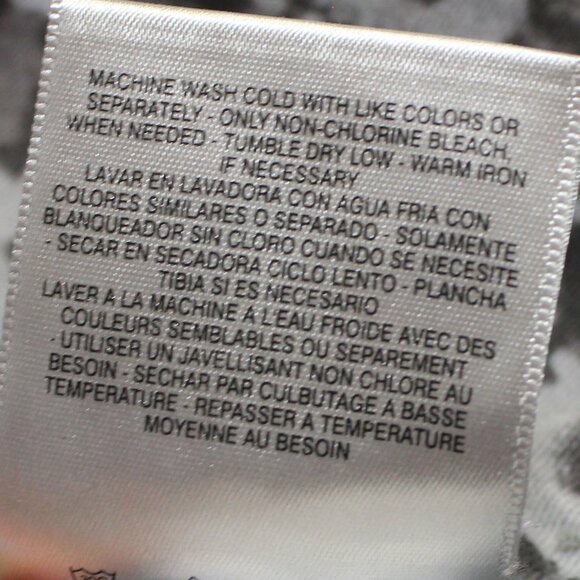 MACHINE WASH COLD WITH LIKE COLORS OR
SEPARATELY - ONLY NON-CHLORINE BLEACH,
WHEN NEEDED - TUMBLE DRY LOW - WARM IRON
IF NECESSARY
LAVAR EN LAVADORA CON AGUA FRIA CON
COLORES SIMILARES O SEPARADO - SOLAMENTE
BLANQUEADOR SIN CLORO CUANDO SE NECESITE
- SECAR EN SECADORA CICLO LENTO - PLANCHA
TIBIA SI ES NECESARIO
LAVER A LA MACHINE A L'EAU FROIDE AVEC DES
COULEURS SEMBLABLES OU SEPAREMENT
- UTILISER UN JAVELLISANT NON CHLORE AU
BESOIN - SECHAR PAR CULBUTAGE A BASSE
TEMPERATURE - REPASSER A TEMPERATURE
MOYENNE AU BESOIN